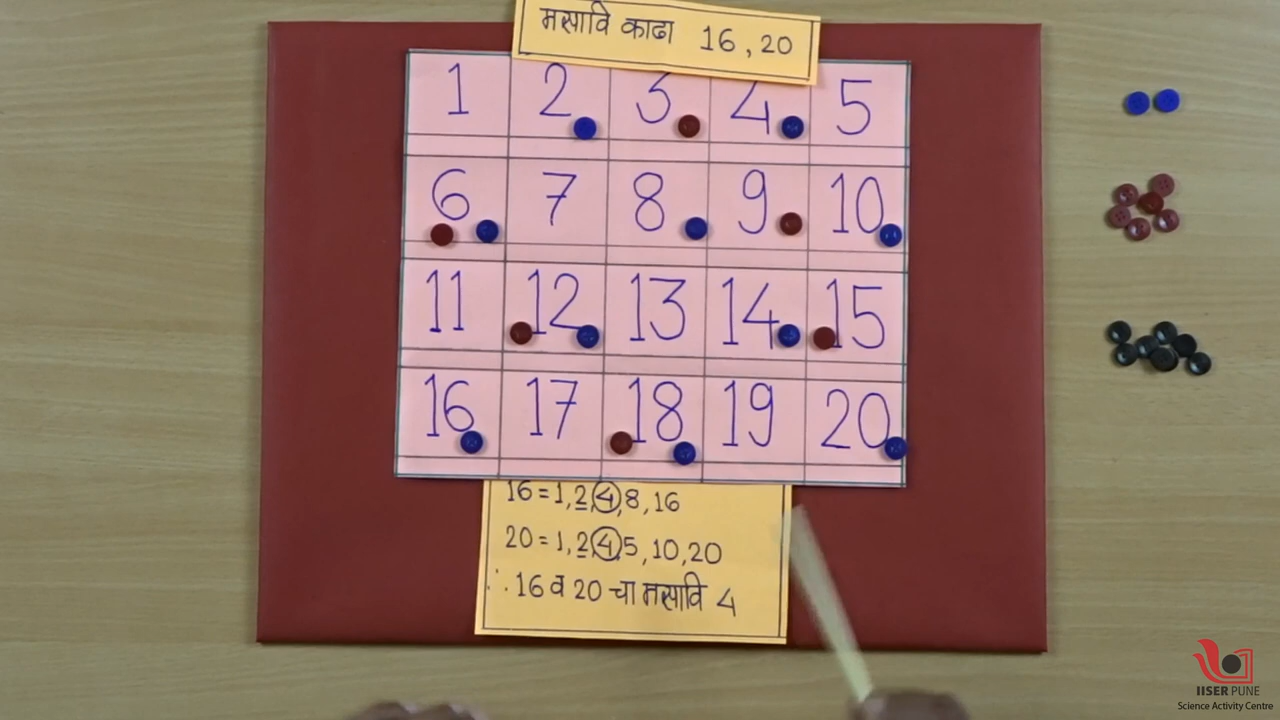 मसावि काढा 16, 20
1 2 3 4 5
6 7 8 9 10
11 12 13 14 15
16 17 18 19 20
16 = 1, 2, 4, 8, 16
20 = 1, 2, 4, 5, 10, 20
∴ 16 व 20 चा मसावि 4
IISER PUNE
Science Activity Centre